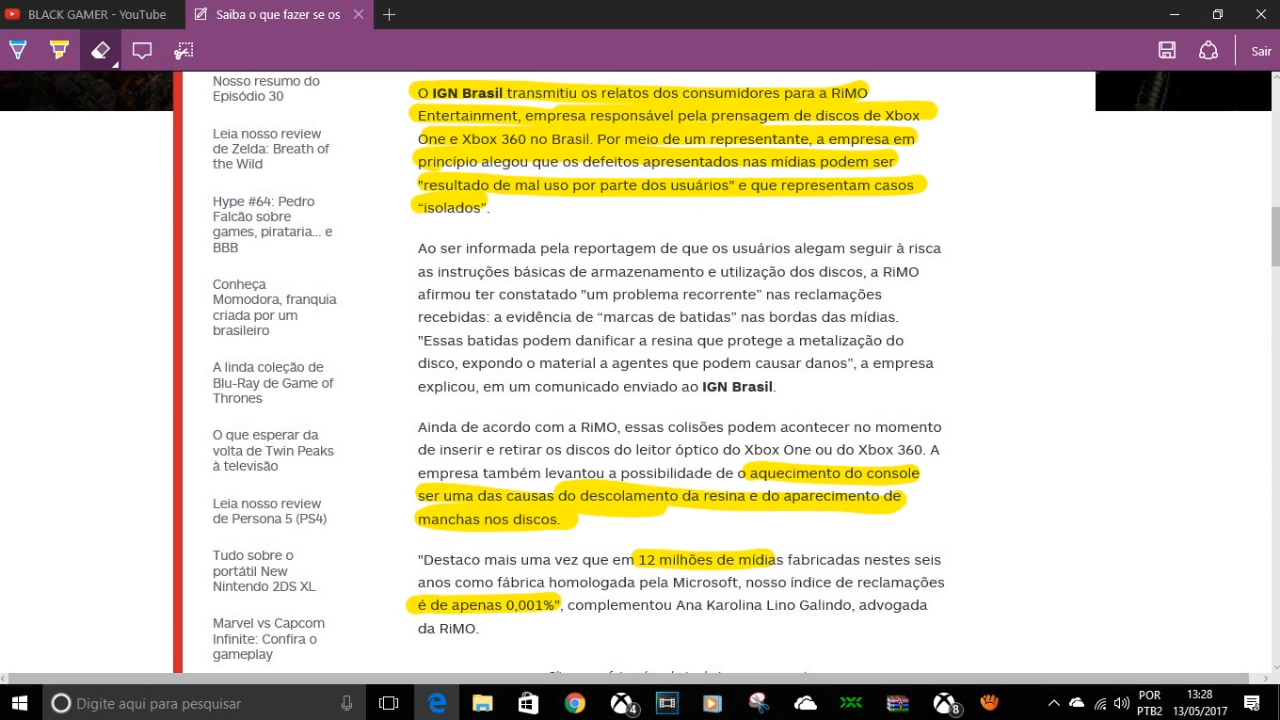 BLACK GAMER - YouTube
Saiba o que fazer se os
Sair
Nosso resumo do
Episódio 30
Leia nosso review
de Zelda: Breath of
the Wild
Hype #64: Pedro
Falcão sobre
games, pirataria... e
BBB
Conheça
Momodora, franquia
criada por um
brasileiro
A linda coleção de
Blu-Ray de Game of
Thrones
O que esperar da
volta de Twin Peaks
à televisão
Leia nosso review
de Persona 5 (PS4)
Tudo sobre o
portátil New
Nintendo 2DS XL
Marvel vs Capcom
Infinite: Confira o
gameplay
O IGN Brasil transmitiu os relatos dos consumidores para a RiMO
Entertainment, empresa responsável pela prensagem de discos de Xbox
One e Xbox 360 no Brasil. Por meio de um representante, a empresa em
princípio alegou que os defeitos apresentados nas mídias podem ser
"resultado de mal uso por parte dos usuários" e que representam casos
“isolados”.
Ao ser informada pela reportagem de que os usuários alegam seguir à risca
as instruções básicas de armazenamento e utilização dos discos, a RiMO
afirmou ter constatado "um problema recorrente” nas reclamações
recebidas: a evidência de “marcas de batidas” nas bordas das mídias.
"Essas batidas podem danificar a resina que protege a metalização do
disco, expondo o material a agentes que podem causar danos”, a empresa
explicou, em um comunicado enviado ao IGN Brasil.
Ainda de acordo com a RiMO, essas colisões podem acontecer no momento
de inserir e retirar os discos do leitor óptico do Xbox One ou do Xbox 360. A
empresa também levantou a possibilidade de o aquecimento do console
ser uma das causas do descolamento da resina e do aparecimento de
manchas nos discos.
"Destaco mais uma vez que em 12 milhões de mídias fabricadas nestes seis
anos como fábrica homologada pela Microsoft, nosso índice de reclamações
é de apenas 0,001%", complementou Ana Karolina Lino Galindo, advogada
da RiMO.
Digite aqui para pesquisar
4
8
POR
PTB2
13:28
13/05/2017